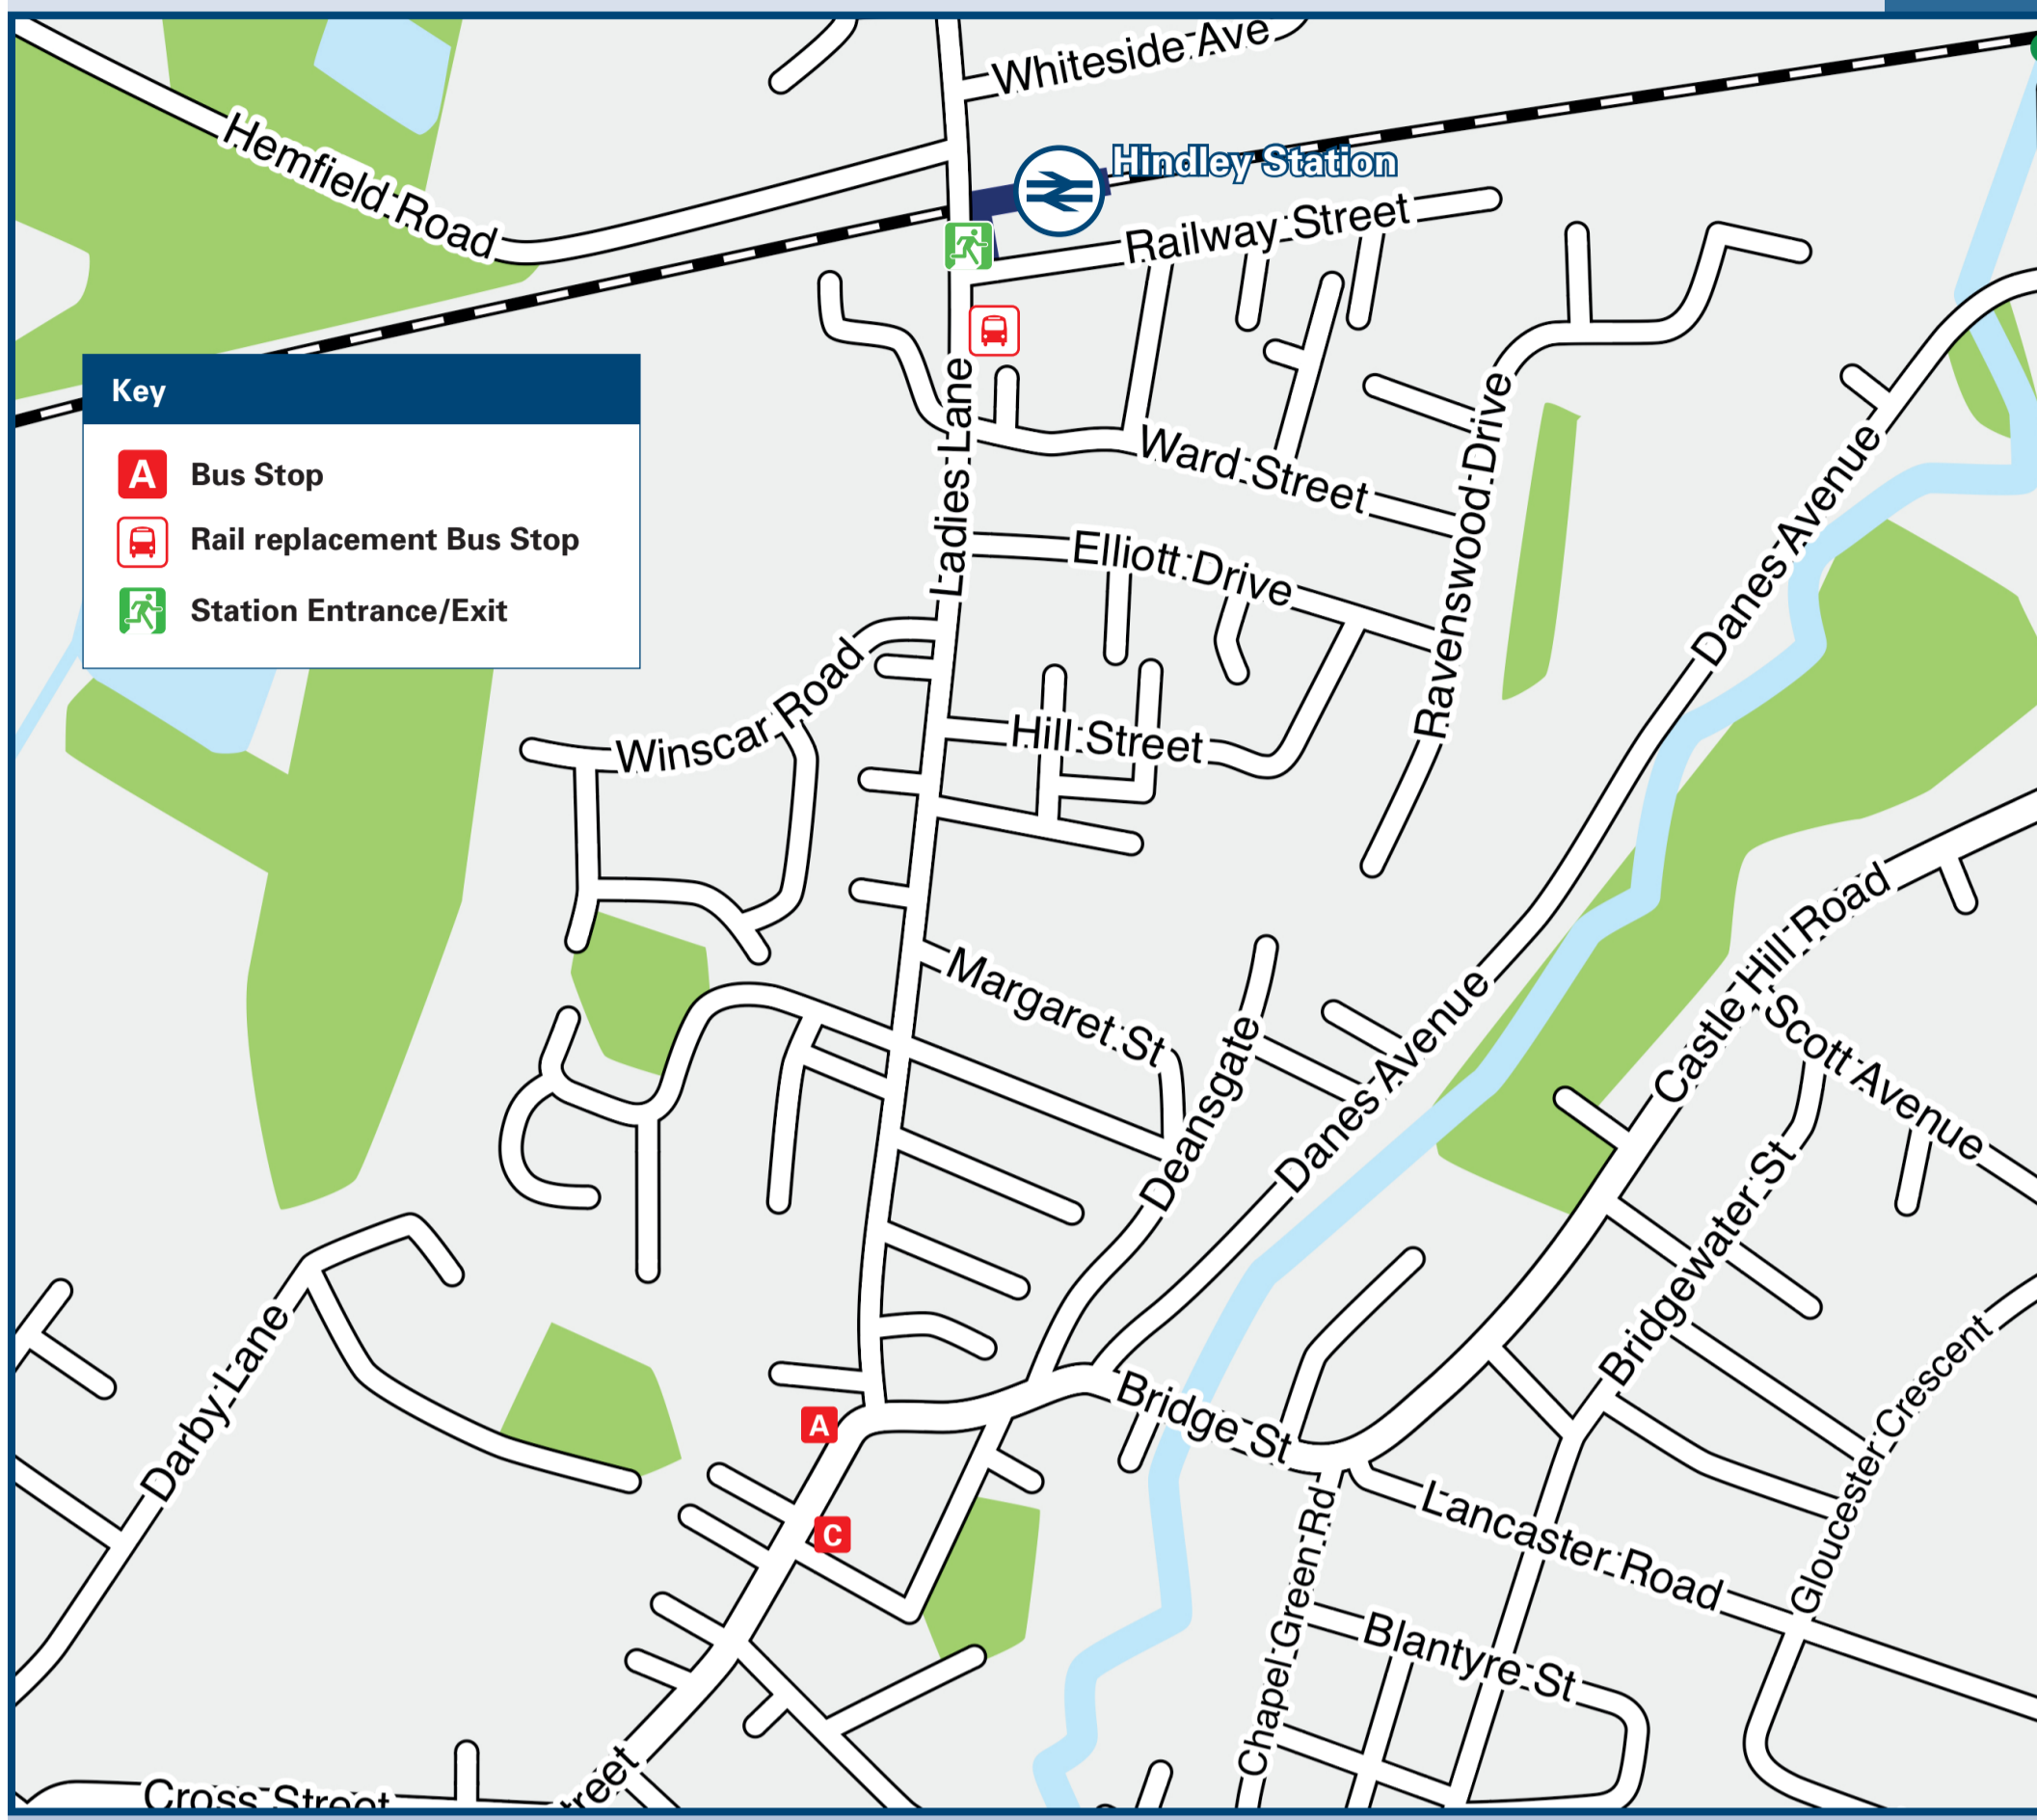 Whiteside Ave
Hemfield Road
Hindley Station
Railway Street
Key
A Bus Stop
Rail replacement Bus Stop
Station Entrance/Exit
Ladies Lane
Ward Street
Ravenswood Drive
Danes Avenue
Elliott Drive
Winscar Road
Hill Street
Castle Hill Road
Margaret St
Scott Avenue
Deansgate
Danes Avenue
Bridgewater St
Darby Lane
Gloucester Crescent
Bridge St
A
C
Lancaster Road
Chapel Green Rd
Blantyre St
Cross Street